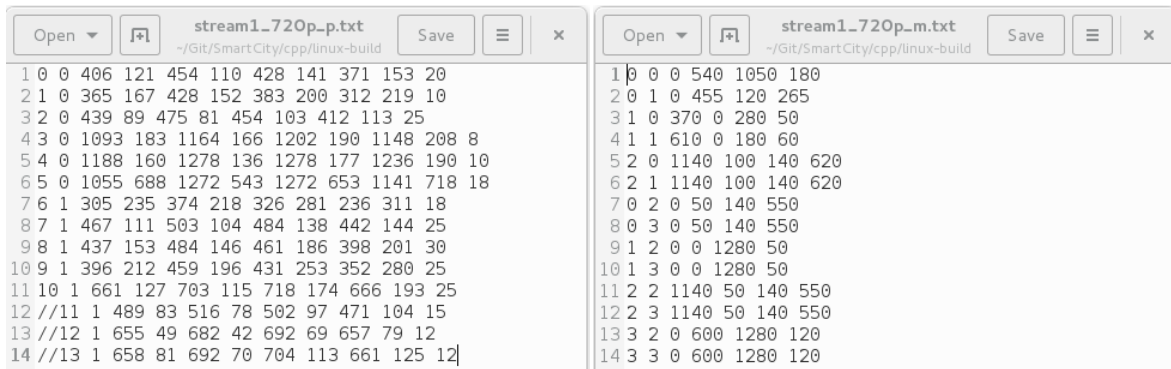 Open stream1_720p_p.txt Save
~/Git/SmartCity/cpp/linux-build
1 0 0 406 121 454 110 428 141 371 153 20
2 1 0 365 167 428 152 383 200 312 219 10
3 2 0 439 89 475 81 454 103 412 113 25
4 3 0 1093 183 1164 166 1202 190 1148 208 8
5 4 0 1188 160 1278 136 1278 177 1236 190 10
6 5 0 1055 688 1272 543 1272 653 1141 718 18
7 6 1 305 235 374 218 326 281 236 311 18
8 7 1 467 111 503 104 484 138 442 144 25
9 8 1 437 153 484 146 461 186 398 201 30
10 9 1 396 212 459 196 431 253 352 280 25
11 10 1 661 127 703 115 718 174 666 193 25
12 //11 1 489 83 516 78 502 97 471 104 15
13 //12 1 655 49 682 42 692 69 657 79 12
14 //13 1 658 81 692 70 704 113 661 125 12
Open stream1_720p_m.txt Save
~/Git/SmartCity/cpp/linux-build
1 0 0 0 540 1050 180
2 0 1 0 455 120 265
3 1 0 370 0 280 50
4 1 1 610 0 180 60
5 2 0 1140 100 140 620
6 2 1 1140 100 140 620
7 0 2 0 50 140 550
8 0 3 0 50 140 550
9 1 2 0 0 1280 50
10 1 3 0 0 1280 50
11 2 2 1140 50 140 550
12 2 3 1140 50 140 550
13 3 2 0 600 1280 120
14 3 3 0 600 1280 120